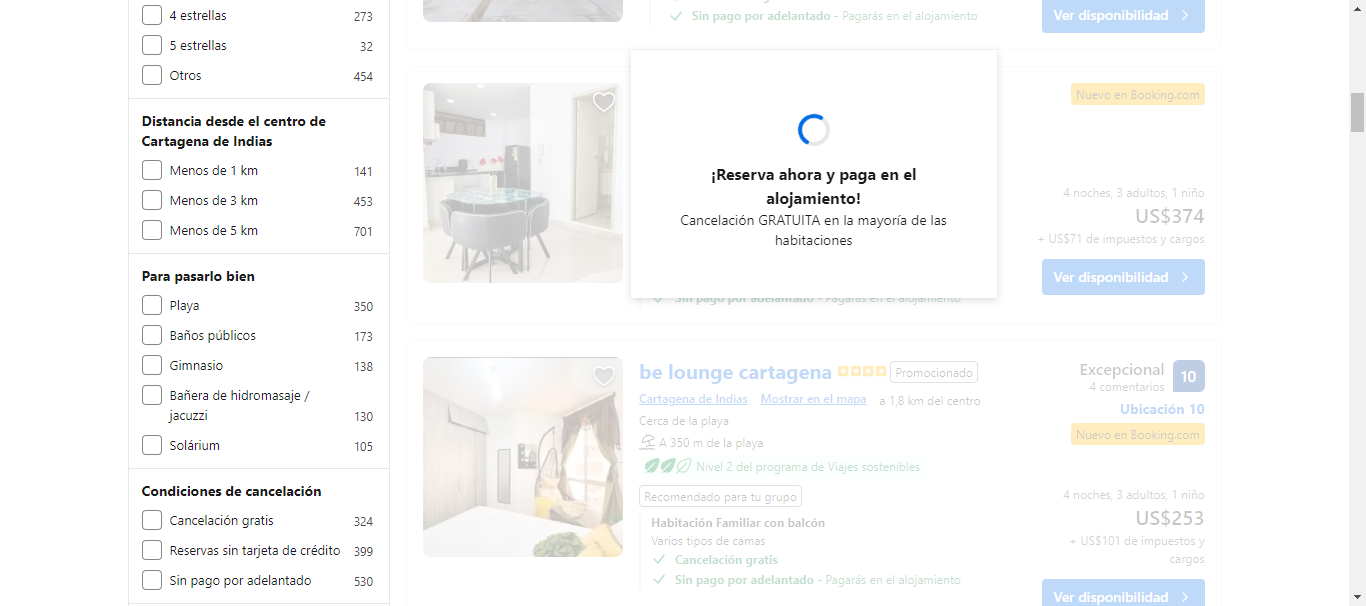 4 estrellas 273
5 estrellas 32
Otros 454
Distancia desde el centro de
Cartagena de Indias
Menos de 1 km 141
Menos de 3 km 453
Menos de 5 km 701
Para pasarlo bien
Playa 350
Baños públicos 173
Gimnasio 138
Bañera de hidromasaje /
jacuzzi 130
Solárium 105
Condiciones de cancelación
Cancelación gratis 324
Reservas sin tarjeta de crédito 399
Sin pago por adelantado 530
Sin pago por adelantado - Pagarás en el alojamiento
Ver disponibilidad
¡Reserva ahora y paga en el
alojamiento!
Cancelación GRATUITA en la mayoría de las
habitaciones
Nuevo en Booking.com
4 noches, 3 adultos, 1 niño
US$374
+ US$71 de impuestos y cargos
Ver disponibilidad
Sin pago por adelantado - Pagarás en el alojamiento
be lounge cartagena Promocionado
Cartagena de Indias Mostrar en el mapa a 1,8 km del centro
Cerca de la playa
A 350 m de la playa
Nivel 2 del programa de Viajes sostenibles
Recomendado para tu grupo
Habitación Familiar con balcón
Varios tipos de camas
Cancelación gratis
Sin pago por adelantado - Pagarás en el alojamiento
Excepcional 10
4 comentarios
Ubicación 10
Nuevo en Booking.com
4 noches, 3 adultos, 1 niño
US$253
+ US$101 de impuestos y
cargos
Ver disponibilidad